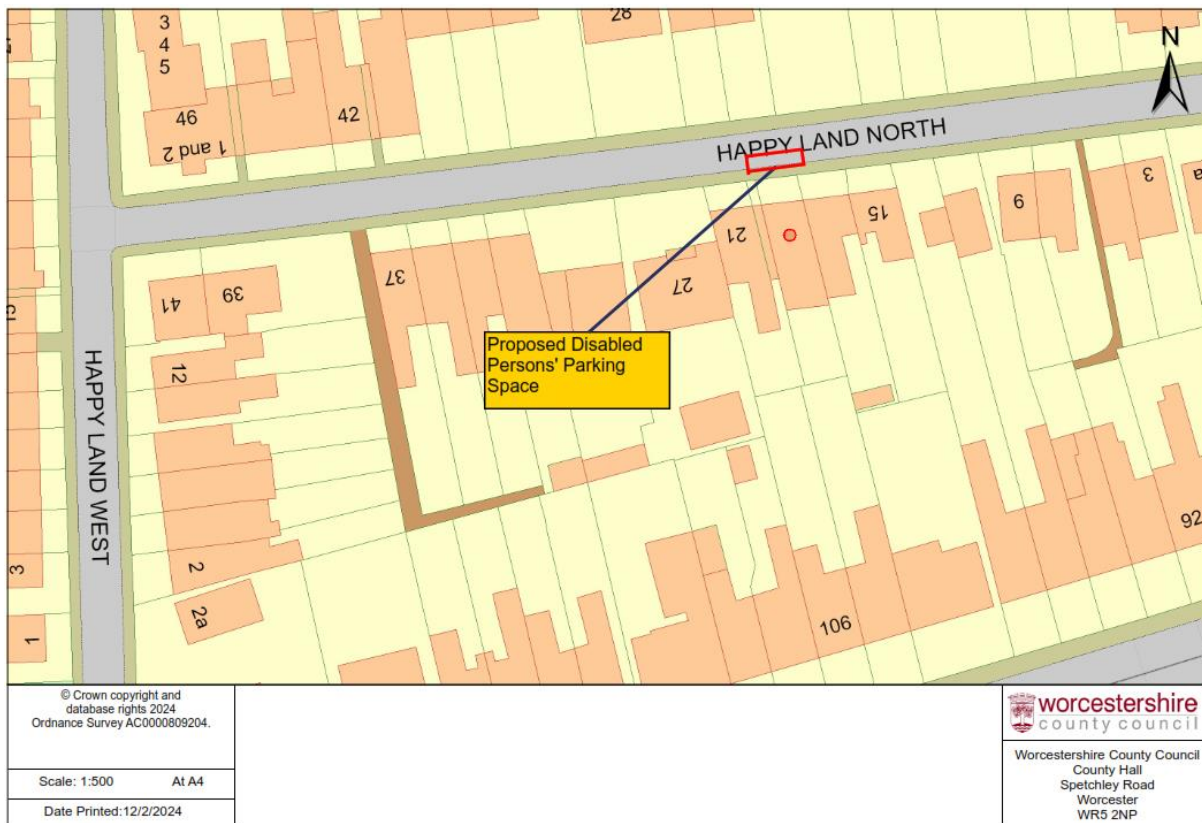 3
4
5
28
N
46
42
1 and 2
HAPPY LAND NORTH
3
a
9
15
21
37
27
41
39
Proposed Disabled
Persons' Parking
Space
12
HAPPY LAND WEST
2
2a
3
1
106
92
© Crown copyright and
database rights 2024
Ordnance Survey AC0000809204.
Scale: 1:500 At A4
Date Printed:12/2/2024
worcestershire
county council
Worcestershire County Council
County Hall
Spetchley Road
Worcester
WR5 2NP